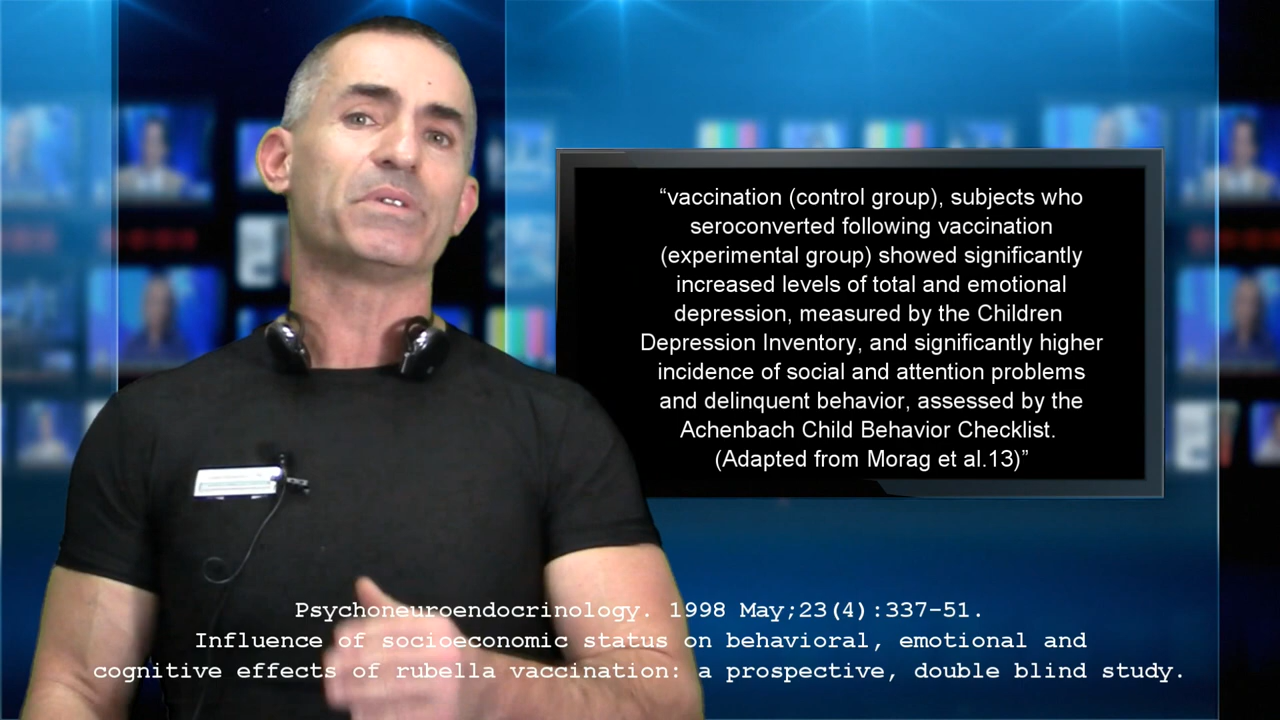 “vaccination (control group), subjects who
seroconverted following vaccination
(experimental group) showed significantly
increased levels of total and emotional
depression, measured by the Children
Depression Inventory, and significantly higher
incidence of social and attention problems
and delinquent behavior, assessed by the
Achenbach Child Behavior Checklist.
(Adapted from Morag et al.13)”
Psychoneuroendocrinology. 1998 May;23(4):337-51.
Influence of socioeconomic status on behavioral, emotional and
cognitive effects of rubella vaccination: a prospective, double blind study.